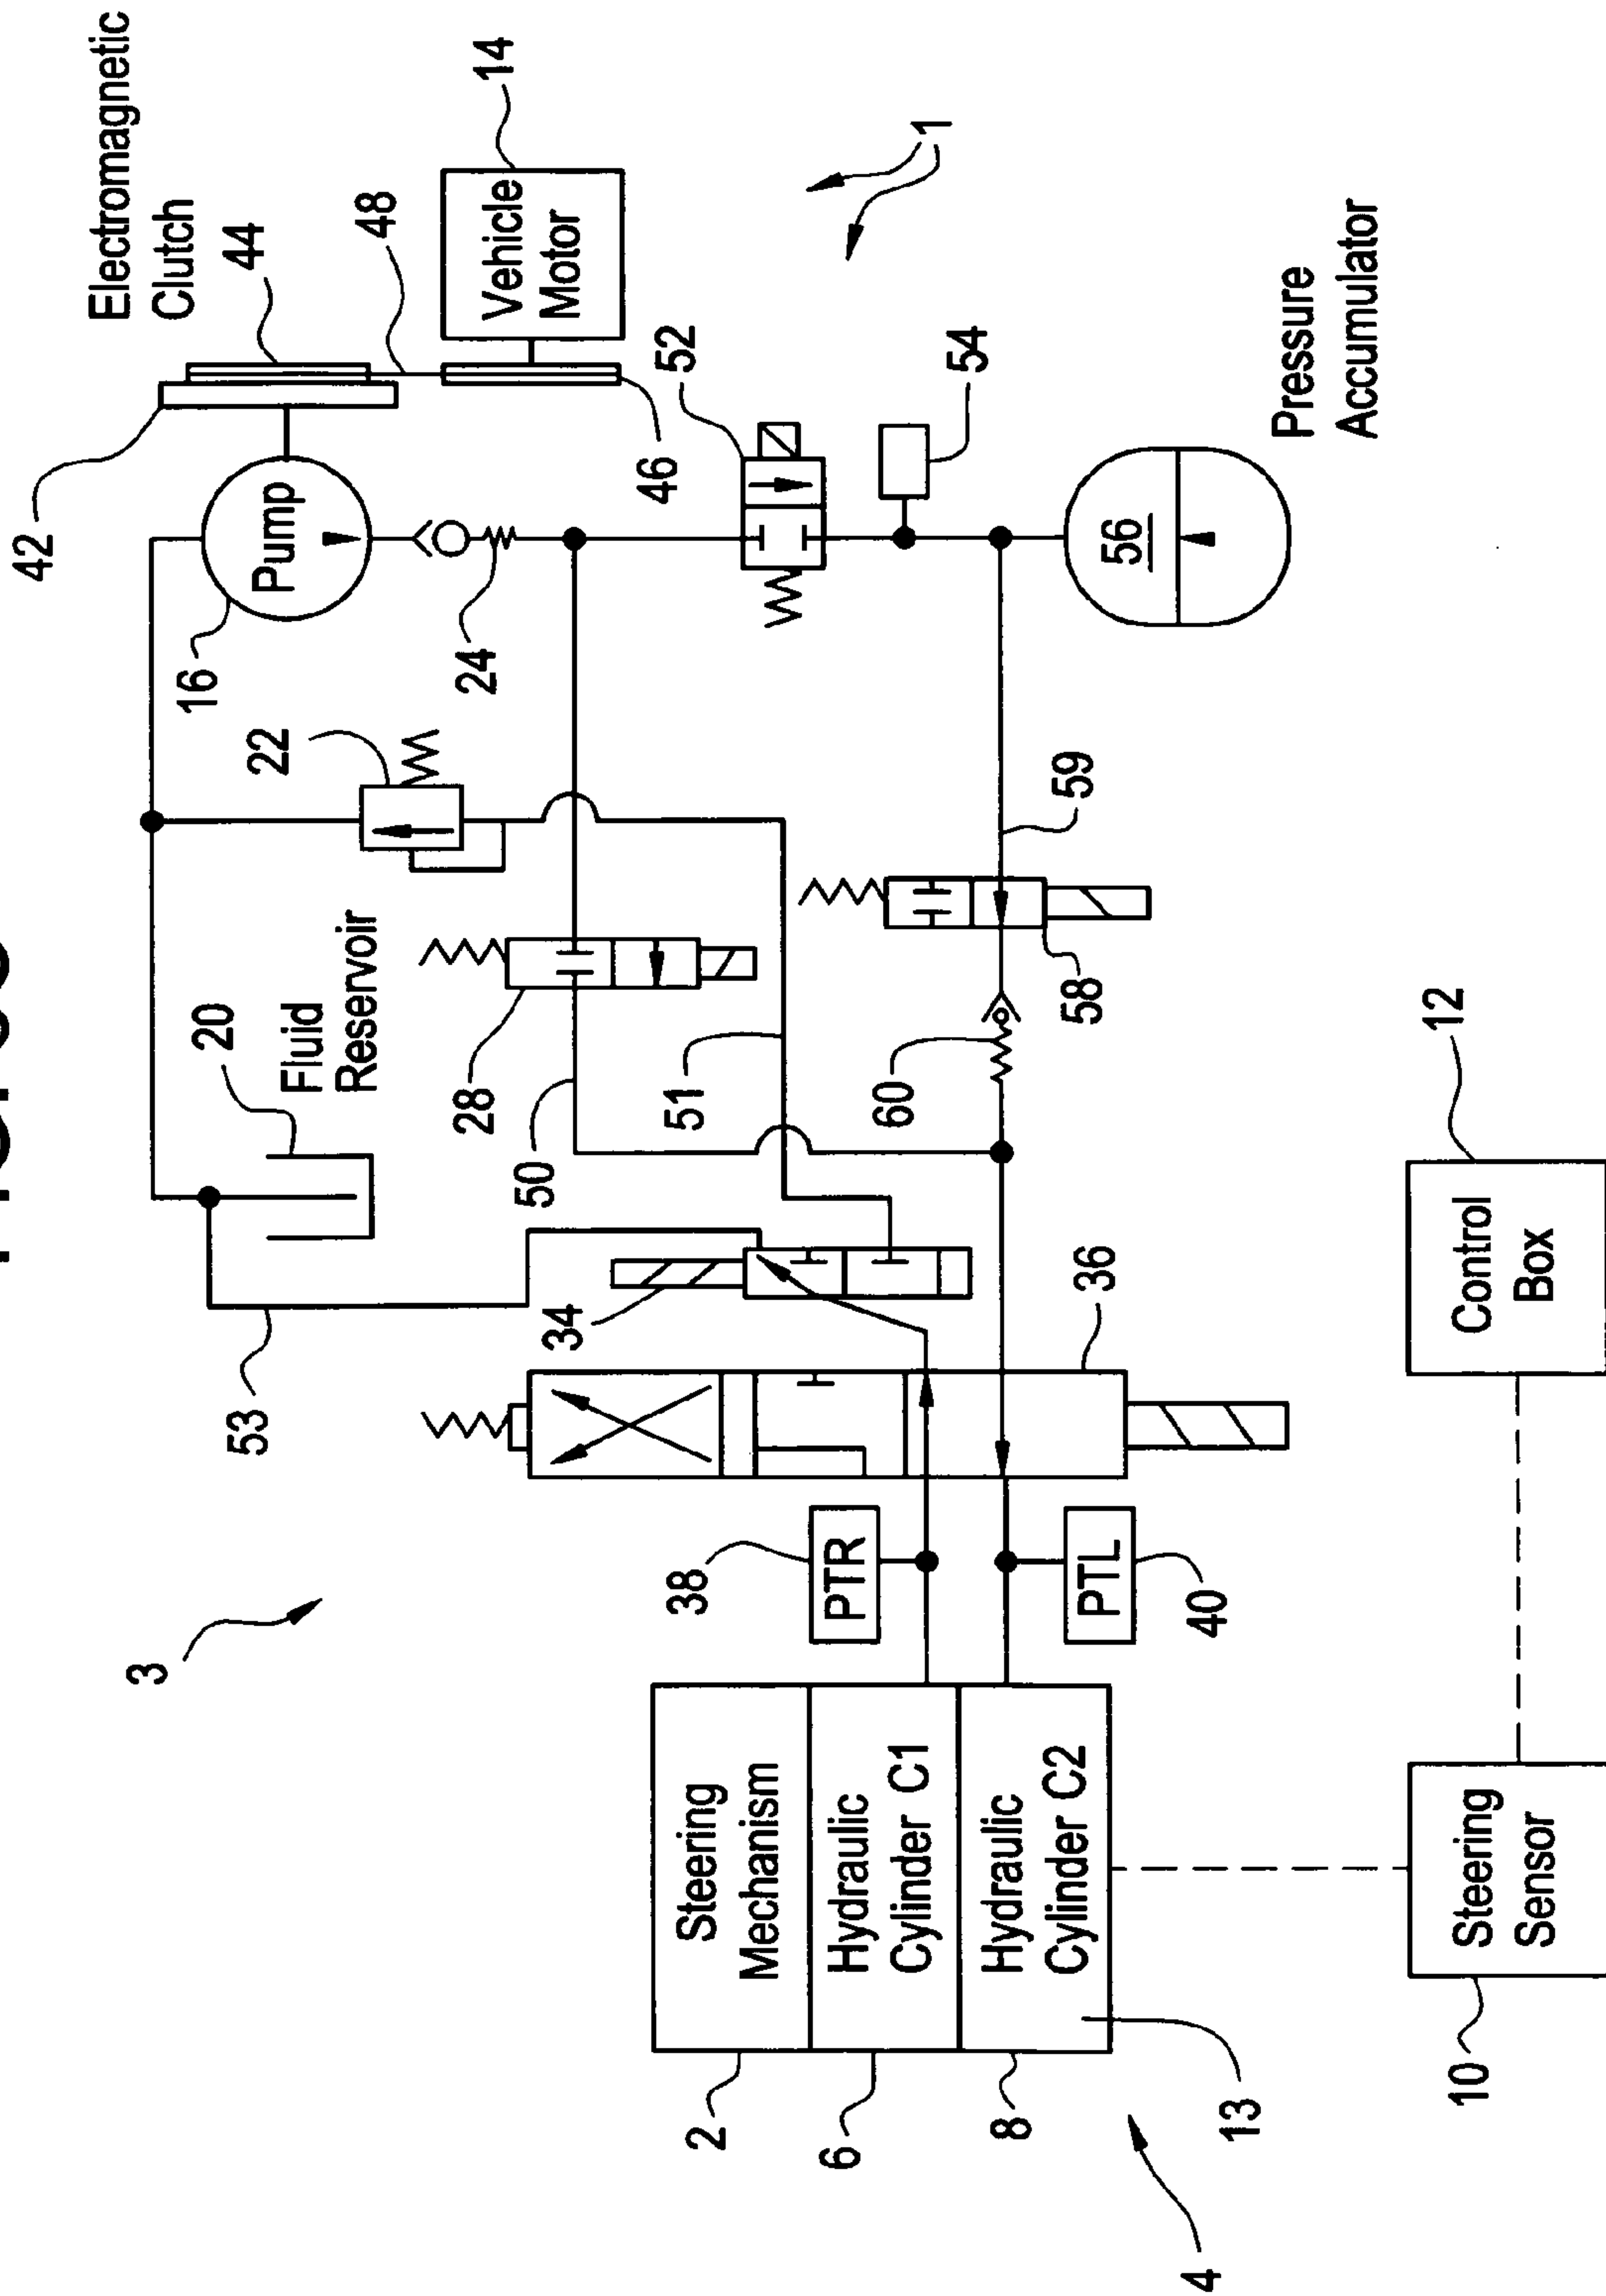 42
Electromagnetic
Clutch
44
3
53
20
16
22
Fluid
Reservoir
Pump
48
28
24
14
50
34
Vehicle
Motor
2
Steering
Mechanism
38
51
46
52
6
Hydraulic
Cylinder C1
PTR
60
1
8
Hydraulic
Cylinder C2
PTL
58
59
54
36
56
4
13
40
Pressure
Accumulator
10
Steering
Sensor
Control
Box
12